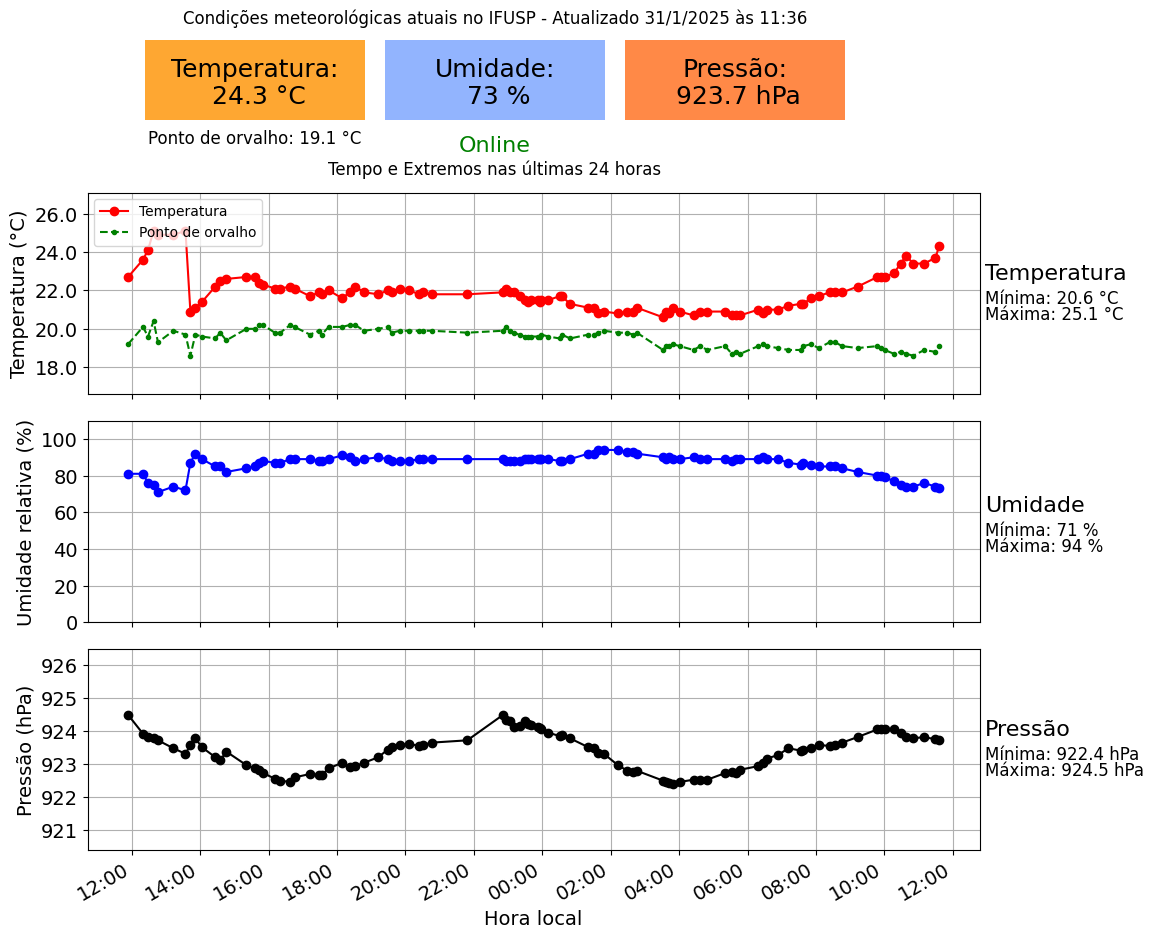 Condições meteorológicas atuais no IFUSP - Atualizado 31/1/2025 às 11:36
Temperatura:
24.3 °C
Umidade:
73 %
Pressão:
923.7 hPa
Ponto de orvalho: 19.1 °C
Online
Tempo e Extremos nas últimas 24 horas
Temperatura (°C)
26.0
24.0
22.0
20.0
18.0
Temperatura
Ponto de orvalho
Temperatura
Mínima: 20.6 °C
Máxima: 25.1 °C
Umidade relativa (%)
100
80
60
40
20
0
Umidade
Mínima: 71 %
Máxima: 94 %
Pressão (hPa)
926
925
924
923
922
921
Pressão
Mínima: 922.4 hPa
Máxima: 924.5 hPa
12:00 14:00 16:00 18:00 20:00 22:00 00:00 02:00 04:00 06:00 08:00 10:00 12:00
Hora local